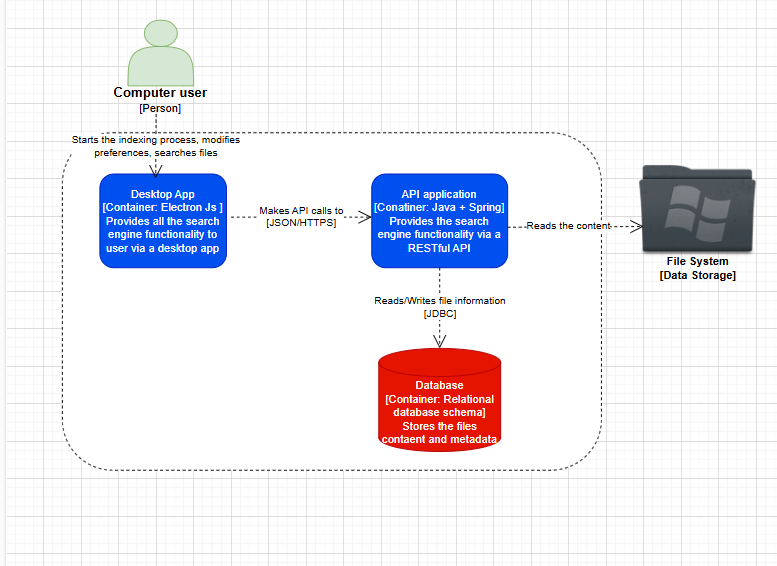 Computer user
[Person]
Starts the indexing process, modifies
preferences, searches files
Desktop App
[Container: Electron Js ]
Provides all the search
engine functionality to
user via a desktop app
Makes API calls to
[JSON/HTTPS]
API application
[Conatiner: Java + Spring]
Provides the search
engine functionality via a
RESTful API
Reads the content
File System
[Data Storage]
Reads/Writes file information
[JDBC]
Database
[Container: Relational
database schema]
Stores the files
contaent and metadata